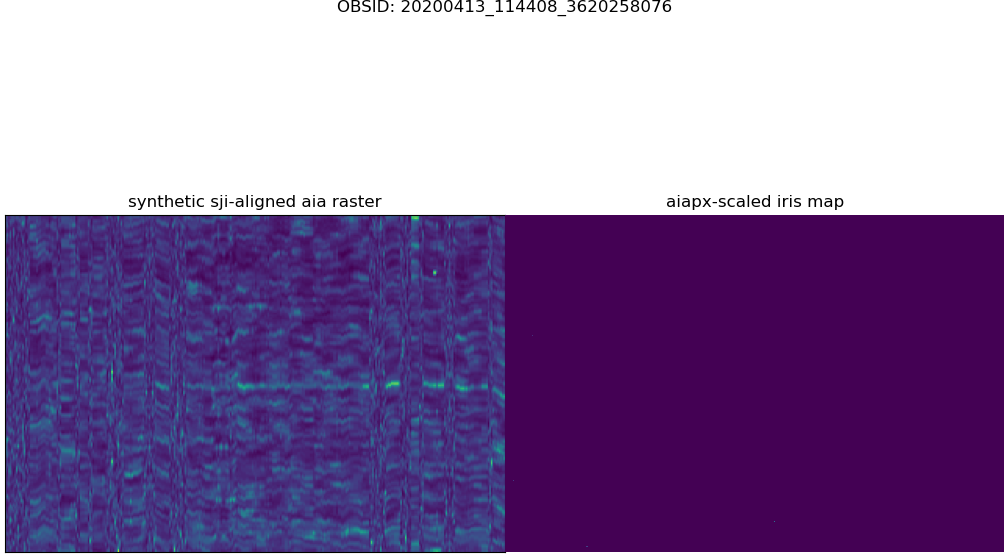 OBSID: 20200413_114408_3620258076
synthetic sji-aligned aia raster
aiapx-scaled iris map